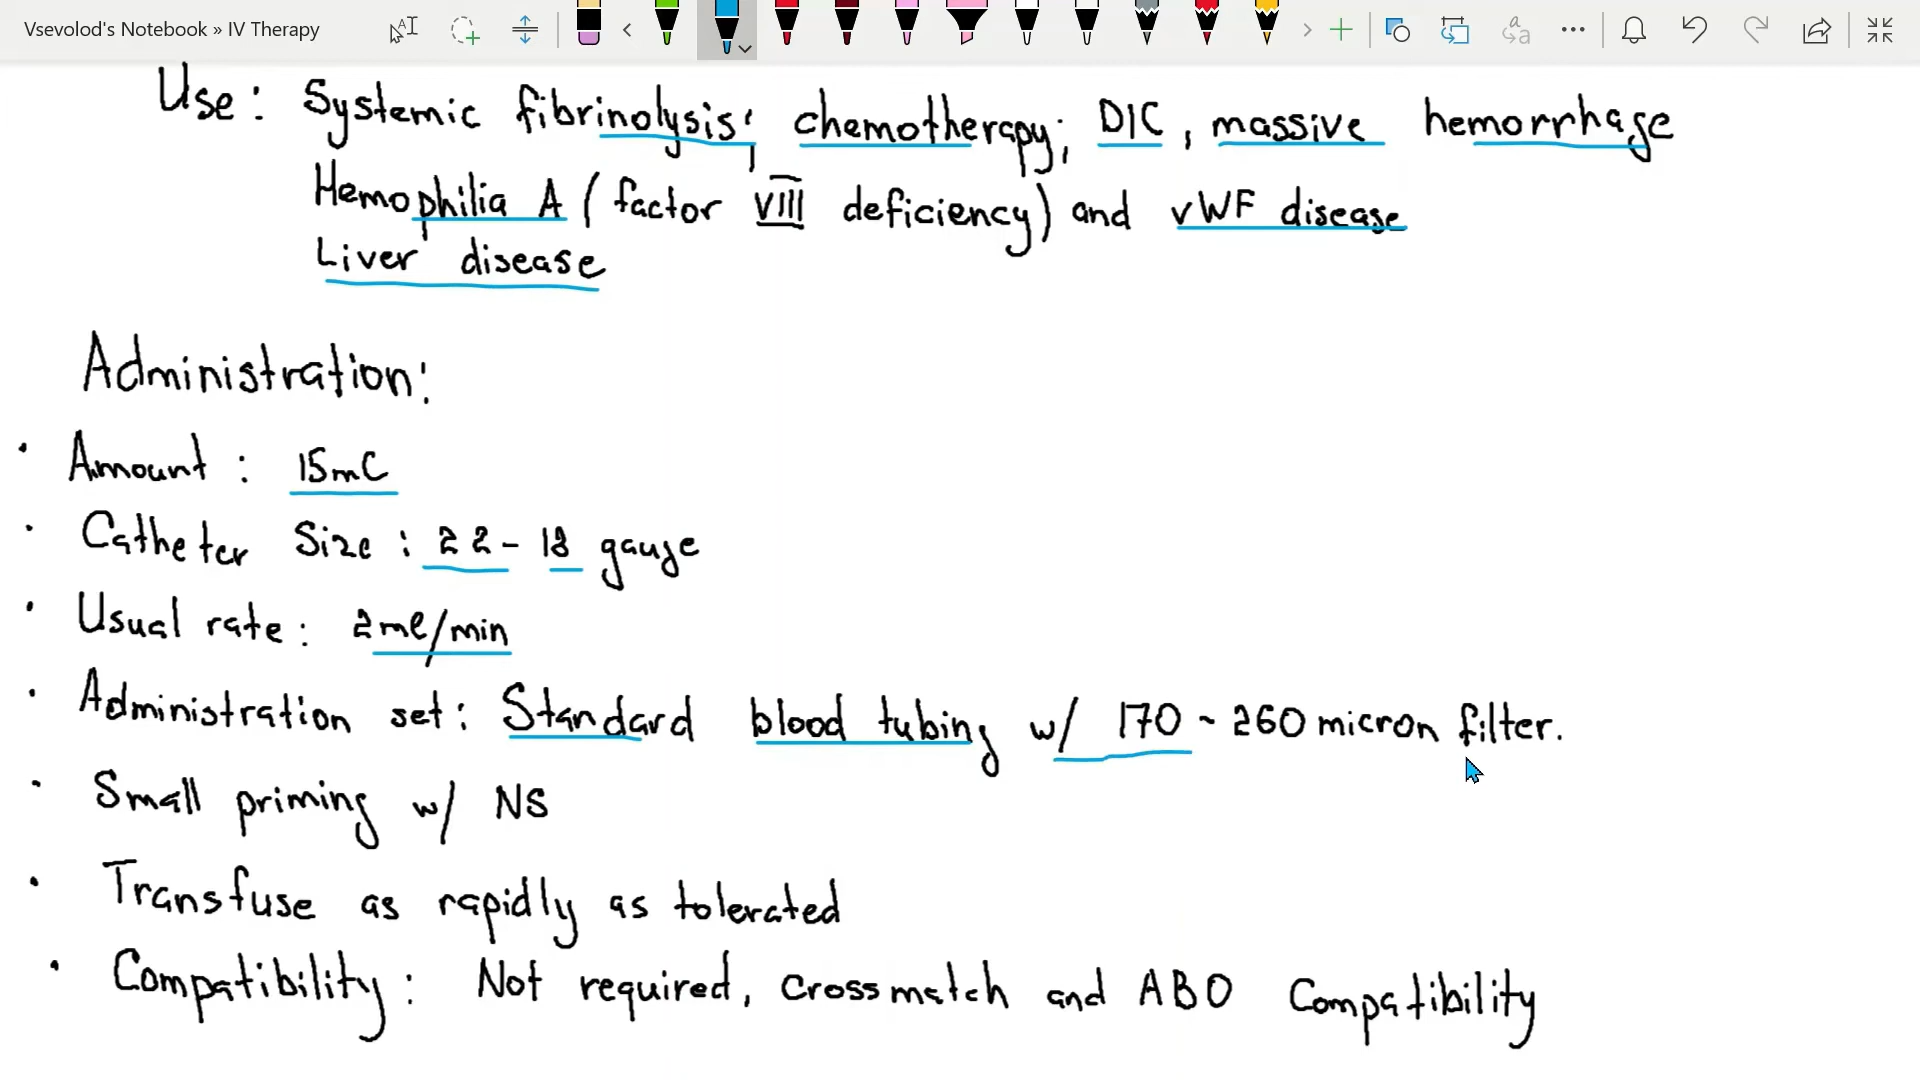 Vsevolod's Notebook » IV Therapy
Use: Systemic fibrinolysis; chemotherapy; DIC, massive hemorrhage
Hemophilia A (factor VIII deficiency) and vWF disease
Liver disease
Administration:
• Amount: 15mL
• Catheter Size: 22-18 gauge
• Usual rate: 2ml/min
• Administration set: Standard blood tubing w/ 170-260 micron filter.
• Small priming w/ NS
• Transfuse as rapidly as tolerated
• Compatibility: Not required, crossmatch and ABO Compatibility